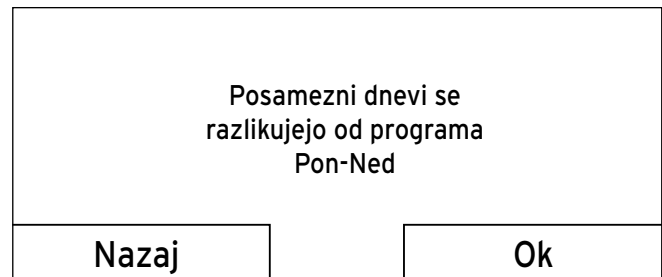 Posamezni dnevi se
razlikujejo od programa
Pon-Ned
Nazaj
Ok